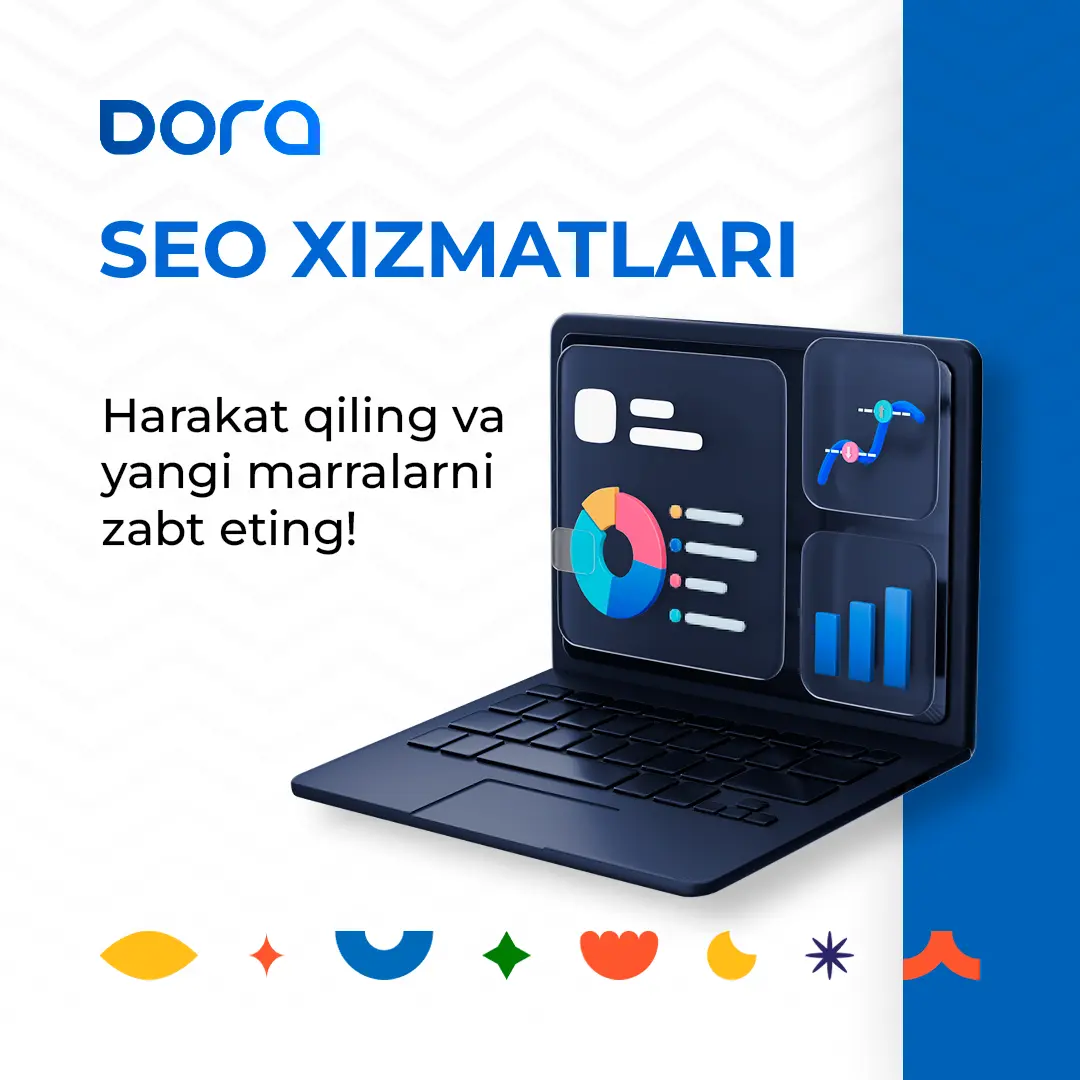 Dora
SEO XIZMATLARI
Harakat qiling va
yangi marralarni
zabt eting!